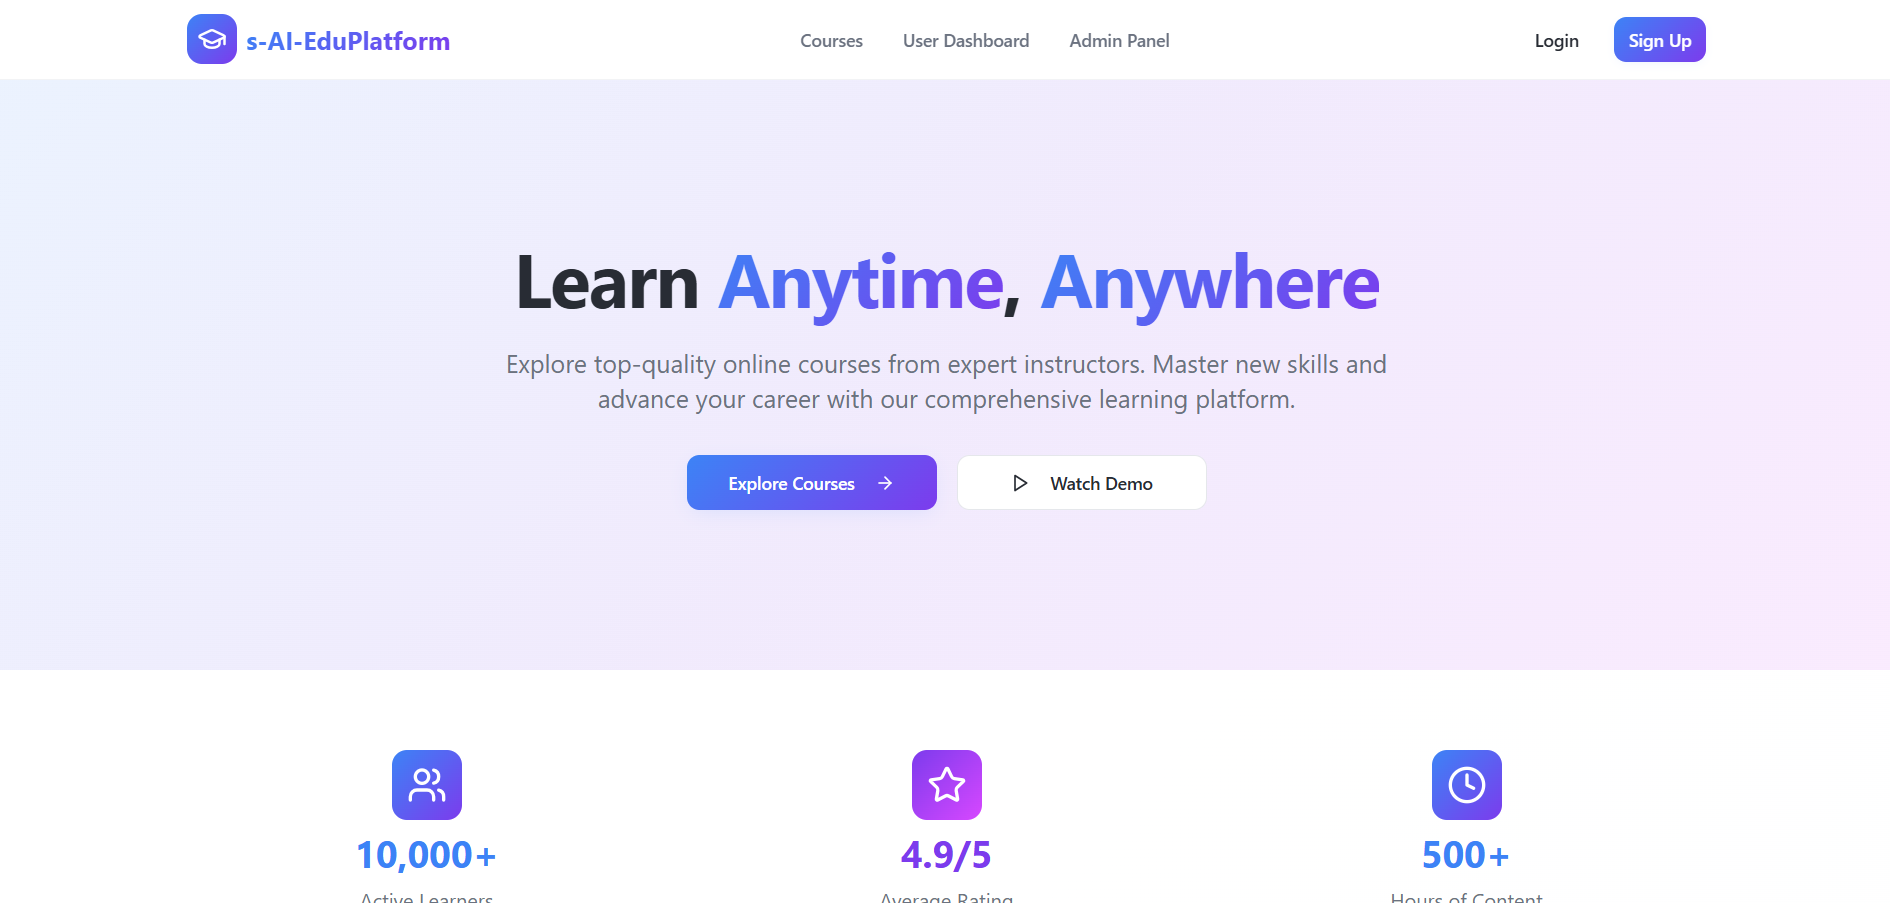 s-AI-EduPlatform
Courses
User Dashboard
Admin Panel
Login
Sign Up
Learn Anytime, Anywhere
Explore top-quality online courses from expert instructors. Master new skills and
advance your career with our comprehensive learning platform.
Explore Courses
Watch Demo
10,000+
4.9/5
500+
Active Learners
Average Rating
Hours of Content